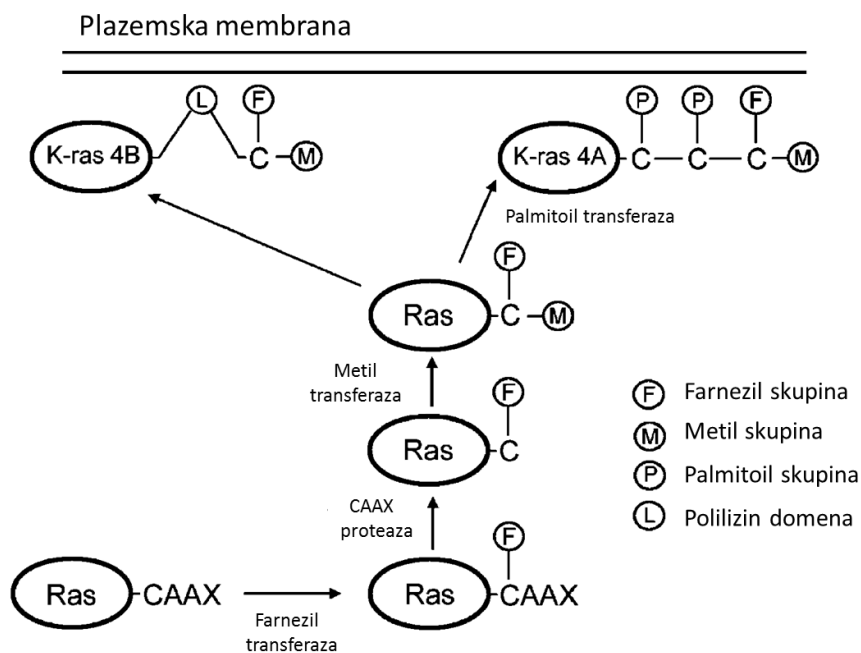 Plazemska membrana
L
F
K-ras 4B
C
M
P
P
F
K-ras 4A
C
C
C
M
Palmitoil transferaza
F
Ras
C
M
Metil
transferaza
F
Ras
C
CAAX
proteaza
F
Ras
CAAX
Farnezil
transferaza
Ras
CAAX
F Farnezil skupina
M Metil skupina
P Palmitoil skupina
L Polilizin domena